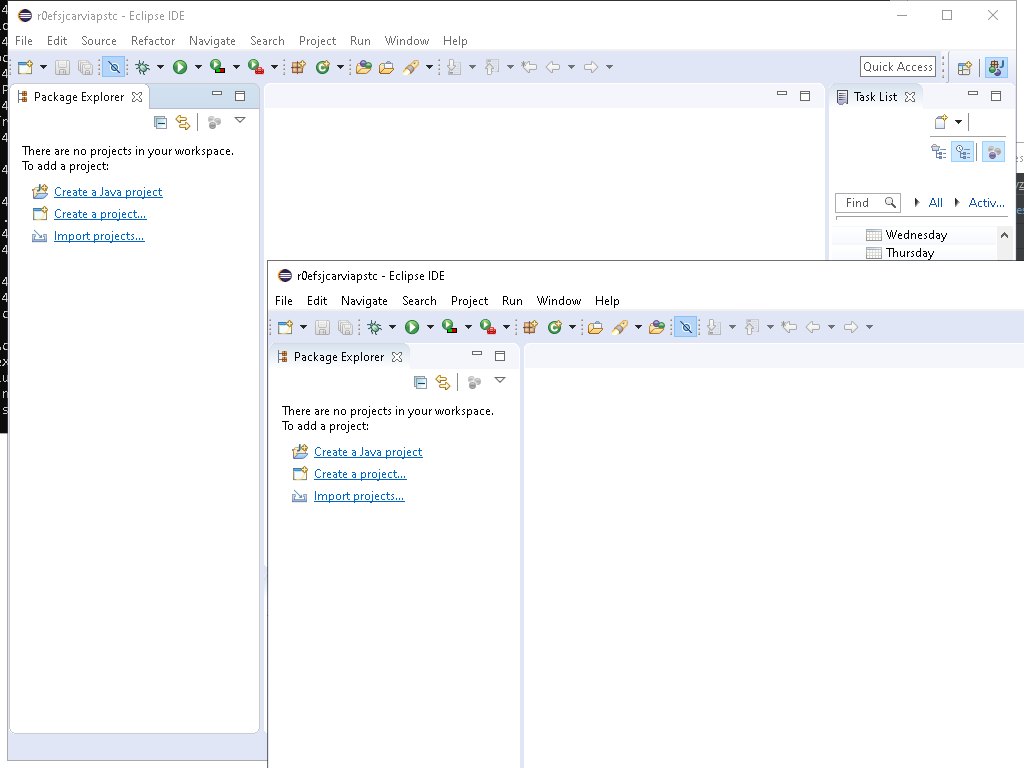 r0efsjcarviapstc - Eclipse IDE
File Edit Source Refactor Navigate Search Project Run Window Help
Quick Access
Package Explorer
Task List
There are no projects in your workspace.
To add a project:
Create a Java project
Create a project...
Import projects...
Find
All
Activ...
Wednesday
Thursday
r0efsjcarviapstc - Eclipse IDE
File Edit Navigate Search Project Run Window Help
Package Explorer
There are no projects in your workspace.
To add a project:
Create a Java project
Create a project...
Import projects...